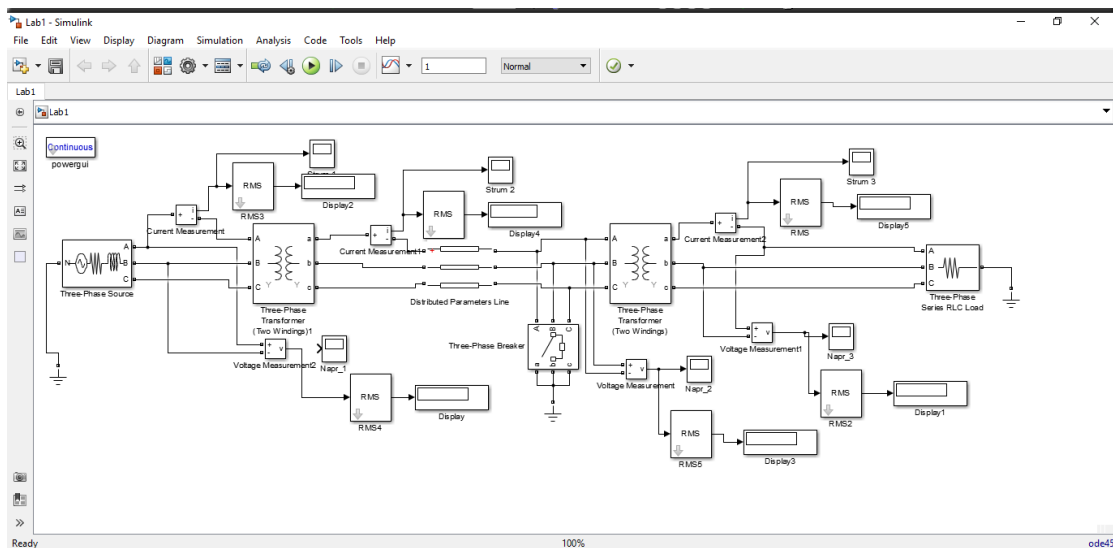 Lab1 - Simulink
File Edit View Display Diagram Simulation Analysis Code Tools Help
1
Normal
Lab1
Lab1
Continuous
powergui
Strum 2
Strum 3
RMS
RMS3
Display2
RMS
Display4
RMS
RMS
Display5
i
Current Measurement
i
Current Measurement1
i
Current Measurement2
N
A
B
C
Three-Phase Source
A
B
C
a
b
c
Y
Y
Three-Phase
Transformer
(Two Windings)1
Distributed Parameters Line
A
B
C
a
b
c
Y
Y
Three-Phase
Transformer
(Two Windings)
A
B
C
Three-Phase
Series RLC Load
Three-Phase Breaker
A
B
C
a
b
c
v
Voltage Measurement2
Napr_1
v
Voltage Measurement
Napr_2
v
Voltage Measurement1
Napr_3
RMS
RMS4
Display
RMS
RMS5
Display3
RMS
RMS2
Display1
Ready
100%
ode45